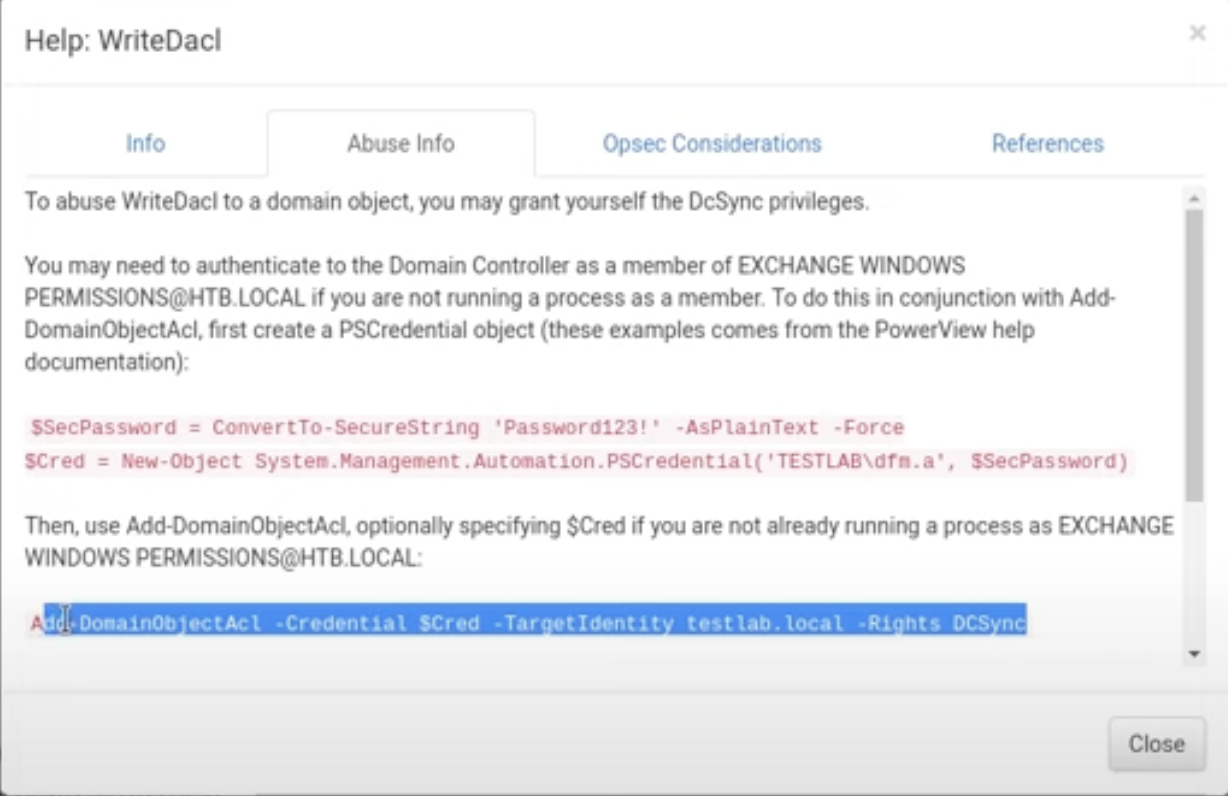 Help: WriteDacl
×
Info
Abuse Info
Opsec Considerations
References
To abuse WriteDacl to a domain object, you may grant yourself the DcSync privileges.
You may need to authenticate to the Domain Controller as a member of EXCHANGE WINDOWS
PERMISSIONS@HTB.LOCAL if you are not running a process as a member. To do this in conjunction with Add-
DomainObjectAcl, first create a PSCredential object (these examples comes from the PowerView help
documentation):
$SecPassword = ConvertTo-SecureString 'Password123!' -AsPlainText -Force
$Cred = New-Object System.Management.Automation.PSCredential('TESTLAB\dfm.a', $SecPassword)
Then, use Add-DomainObjectAcl, optionally specifying $Cred if you are not already running a process as EXCHANGE
WINDOWS PERMISSIONS@HTB.LOCAL:
Add-DomainObjectAcl -Credential $Cred -TargetIdentity testlab.local -Rights DCSync
Close